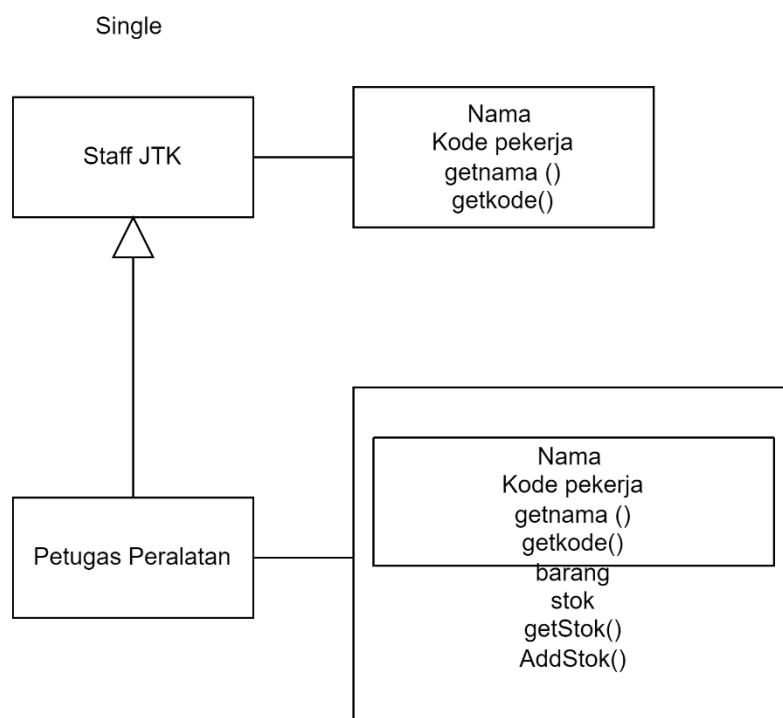 Single
Staff JTK
Nama
Kode pekerja
getnama ()
getkode()
Petugas Peralatan
Nama
Kode pekerja
getnama ()
getkode()
barang
stok
getStok()
AddStok()